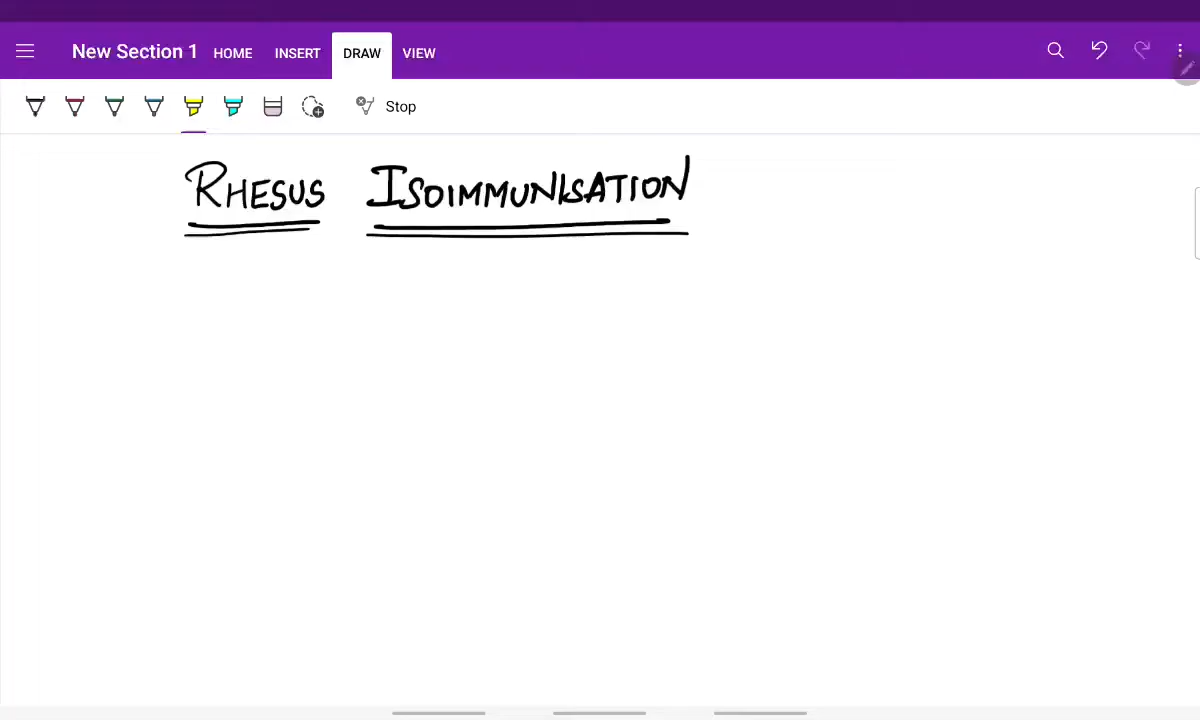 New Section 1 HOME INSERT DRAW VIEW
Stop
RHESUS ISOIMMUNISATION